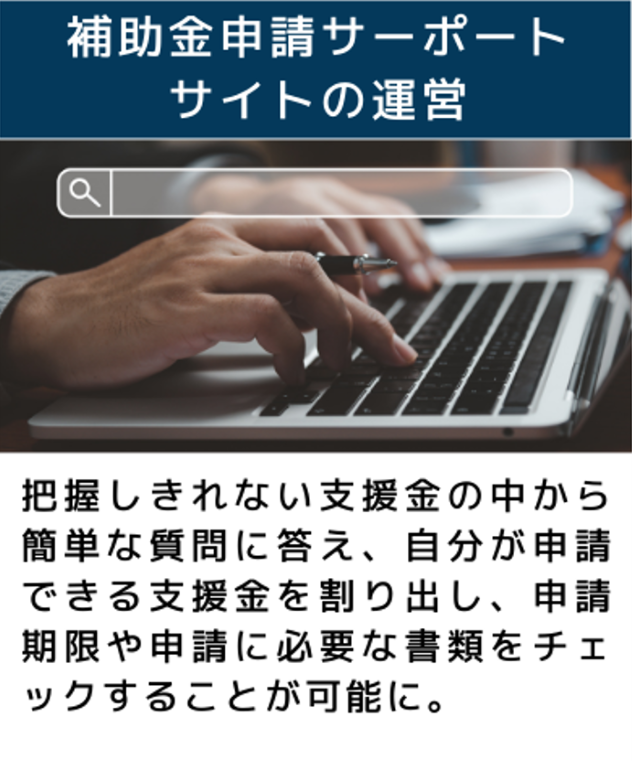 補助金申請サポート
サイトの運営
把握しきれない支援金の中から
簡単な質問に答え、自分が申請
できる支援金を割り出し、申請
期限や申請に必要な書類をチェ
ックすることが可能に。